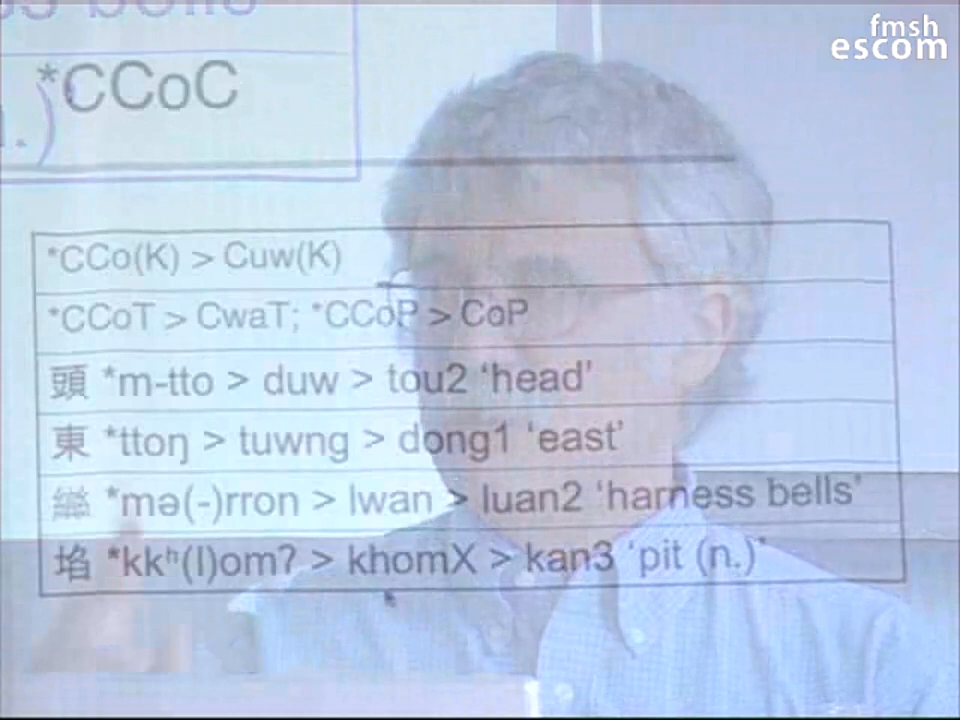 fmsh
escom
bells
*CCoC
n.)
*CCo(K) > Cuw(K)
*CCoT > CwaT; *CCoP > CoP
頭 *m-tto > duw > tou2 ‘head’
東 *ttoŋ > tuwng > dong1 ‘east’
*mə(-)rron > lwan > luan2 ‘harness bells’
埳 *kkʰ(l)om? > khomX > kan3 ‘pit (n.)’